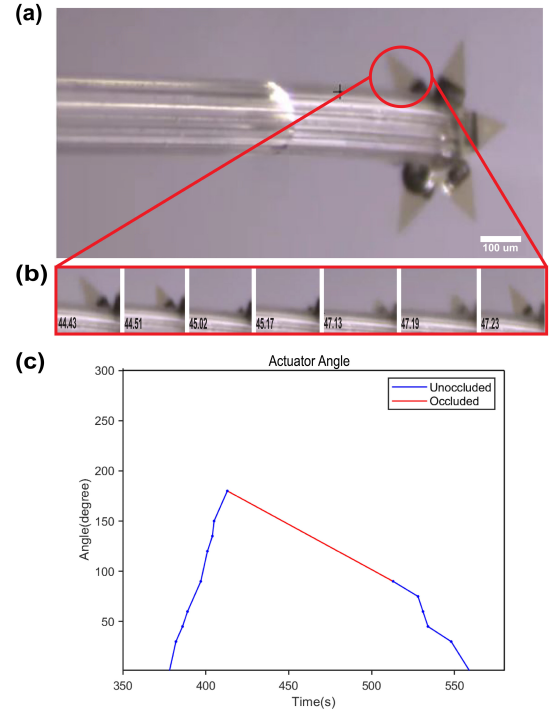 (a)
100 um
(b)
44.43 44.51 45.02 45.17 47.13 47.19 47.23
(c)
Actuator Angle
Unoccluded
Occluded
300
250
200
150
100
50
Angle(degree)
350 400 450 500 550
Time(s)